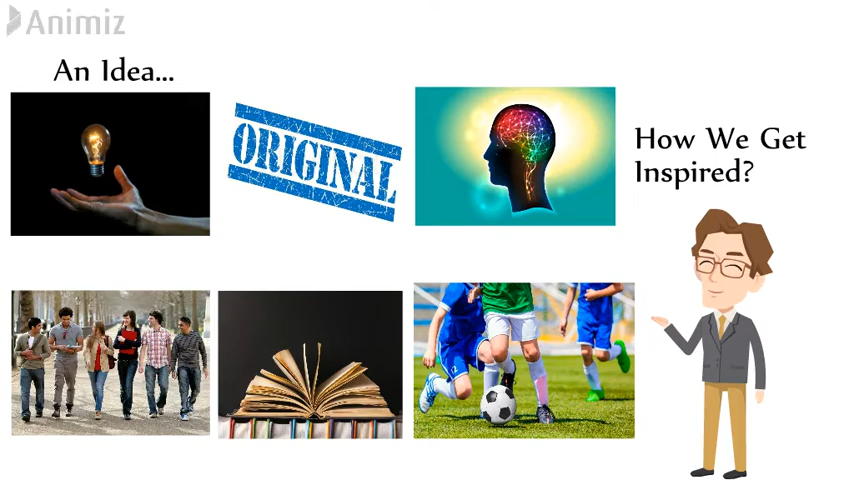 Animiz
An Idea...
ORIGINAL
How We Get
Inspired?